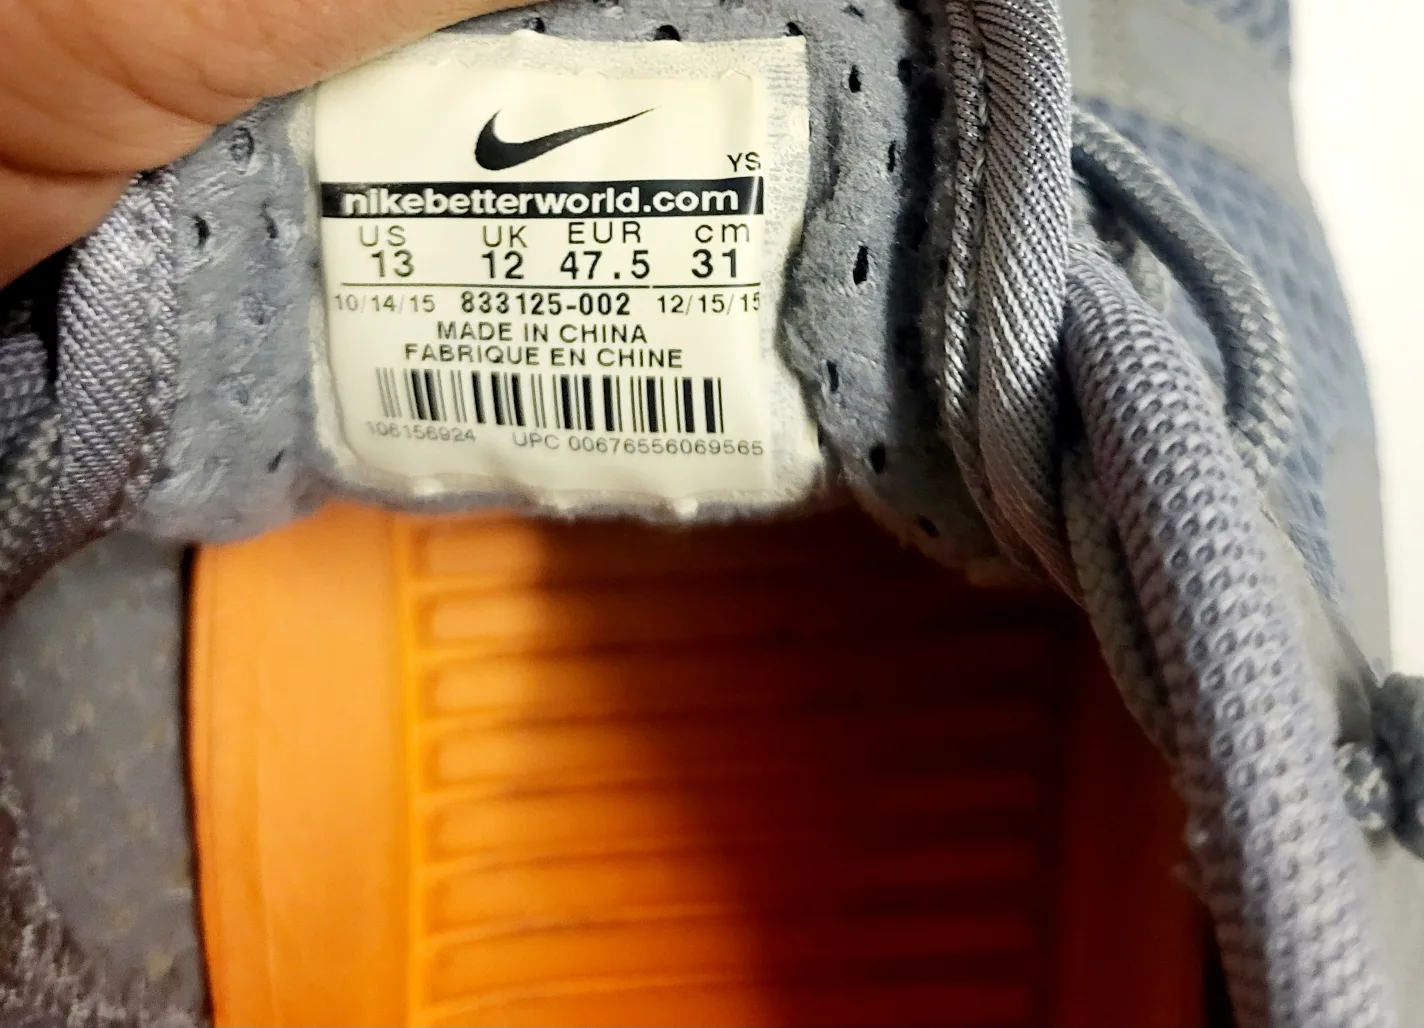 YS
nikebetterworld.com
US UK EUR cm
13 12 47.5 31
10/14/15 833125-002 12/15/15
MADE IN CHINA
FABRIQUE EN CHINE
106156924 UPC 00676556069565